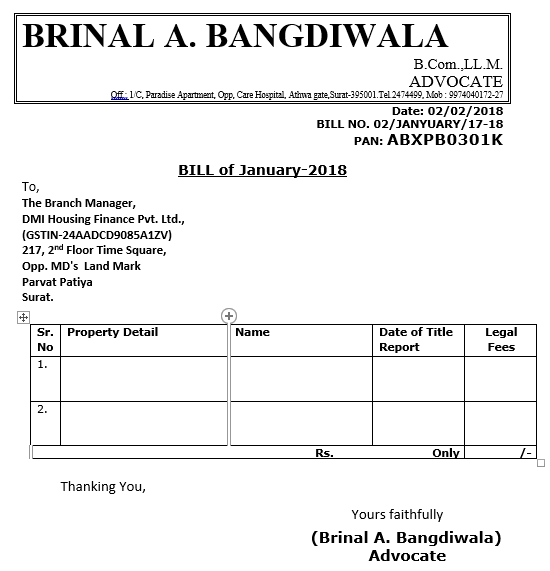 BRINAL A. BANGDIWALA
B.Com.,LL.M.
ADVOCATE
Off.: 1/C, Paradise Apartment, Opp, Care Hospital, Athwa gate,Surat-395001.Tel.2474499, Mob : 9974040172-27
Date: 02/02/2018
BILL NO. 02/JANYUARY/17-18
PAN: ABXPB0301K
BILL of January-2018
To,
The Branch Manager,
DMI Housing Finance Pvt. Ltd.,
(GSTIN-24AADCD9085A1ZV)
217, 2nd Floor Time Square,
Opp. MD's Land Mark
Parvat Patiya
Surat.
Sr. Property Detail Name Date of Title Legal
No Report Fees
1.
2.
Rs. Only /-
Thanking You,
Yours faithfully
(Brinal A. Bangdiwala)
Advocate